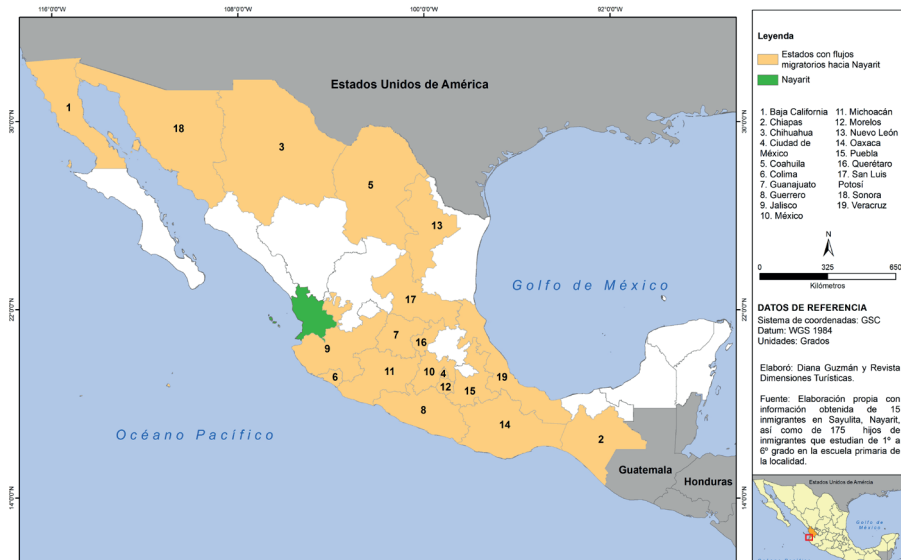 116°0'0"O
108°0'0"O
100°0'0"O
92°0'0"O
30°0'0"N
22°0'0"N
14°0'0"N
30°0'0"N
22°0'0"N
14°0'0"N
Estados Unidos de América
1
18
3
5
13
17
9
7
16
6
11
10
4
12
15
19
8
14
2
Golfo de México
Océano Pacífico
Guatemala
Honduras
Leyenda
Estados con flujos
migratorios hacia Nayarit
Nayarit
1. Baja California
2. Chiapas
3. Chihuahua
4. Ciudad de
México
5. Coahuila
6. Colima
7. Guanajuato
8. Guerrero
9. Jalisco
10. México
11. Michoacán
12. Morelos
13. Nuevo León
14. Oaxaca
15. Puebla
16. Querétaro
17. San Luis
Potosí
18. Sonora
19. Veracruz
N
0 325 650
Kilómetros
DATOS DE REFERENCIA
Sistema de coordenadas: GSC
Datum: WGS 1984
Unidades: Grados
Elaboró: Diana Guzmán y Revista
Dimensiones Turísticas.
Fuente: Elaboración propia con
información obtenida de 15
inmigrantes en Sayulita, Nayarit,
así como de 175 hijos de
inmigrantes que estudian de 1º a
6º grado en la escuela primaria de
la localidad.
Estados Unidos de América
Golfo de
México